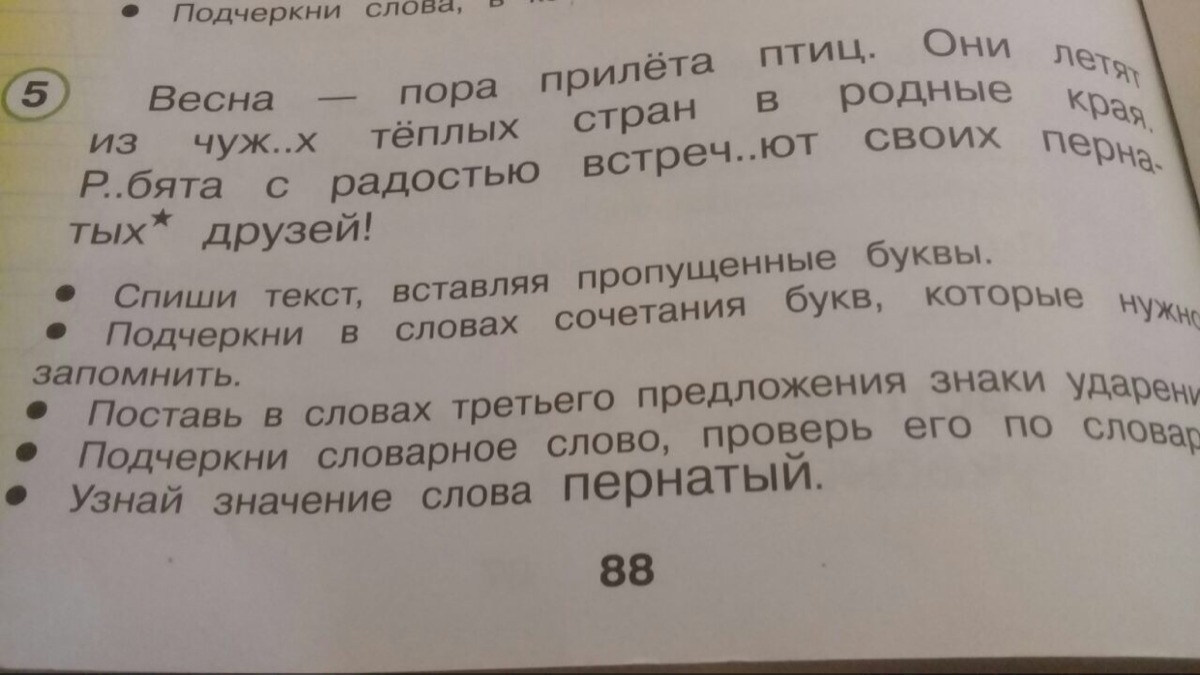 • Подчеркни слова, в
5 Весна — пора прилёта птиц. Они летят
из чуж..х тёплых стран в родные края.
Р..бята с радостью встреч..ют своих перна-
тых★ друзей!
• Спиши текст, вставляя пропущенные буквы.
• Подчеркни в словах сочетания букв, которые нужно
запомнить.
• Поставь в словах третьего предложения знаки ударени
• Подчеркни словарное слово, проверь его по словар
• Узнай значение слова пернатый.
88